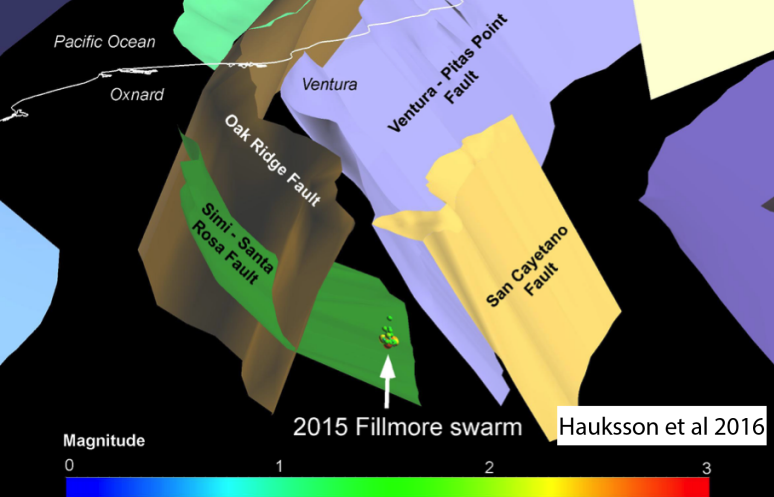 Pacific Ocean
Oxnard
Ventura
Ventura - Pitas Point
Fault
Oak Ridge Fault
Simi - Santa
Rosa Fault
San Cayetano
Fault
2015 Fillmore swarm
Hauksson et al 2016
Magnitude
0 1 2 3